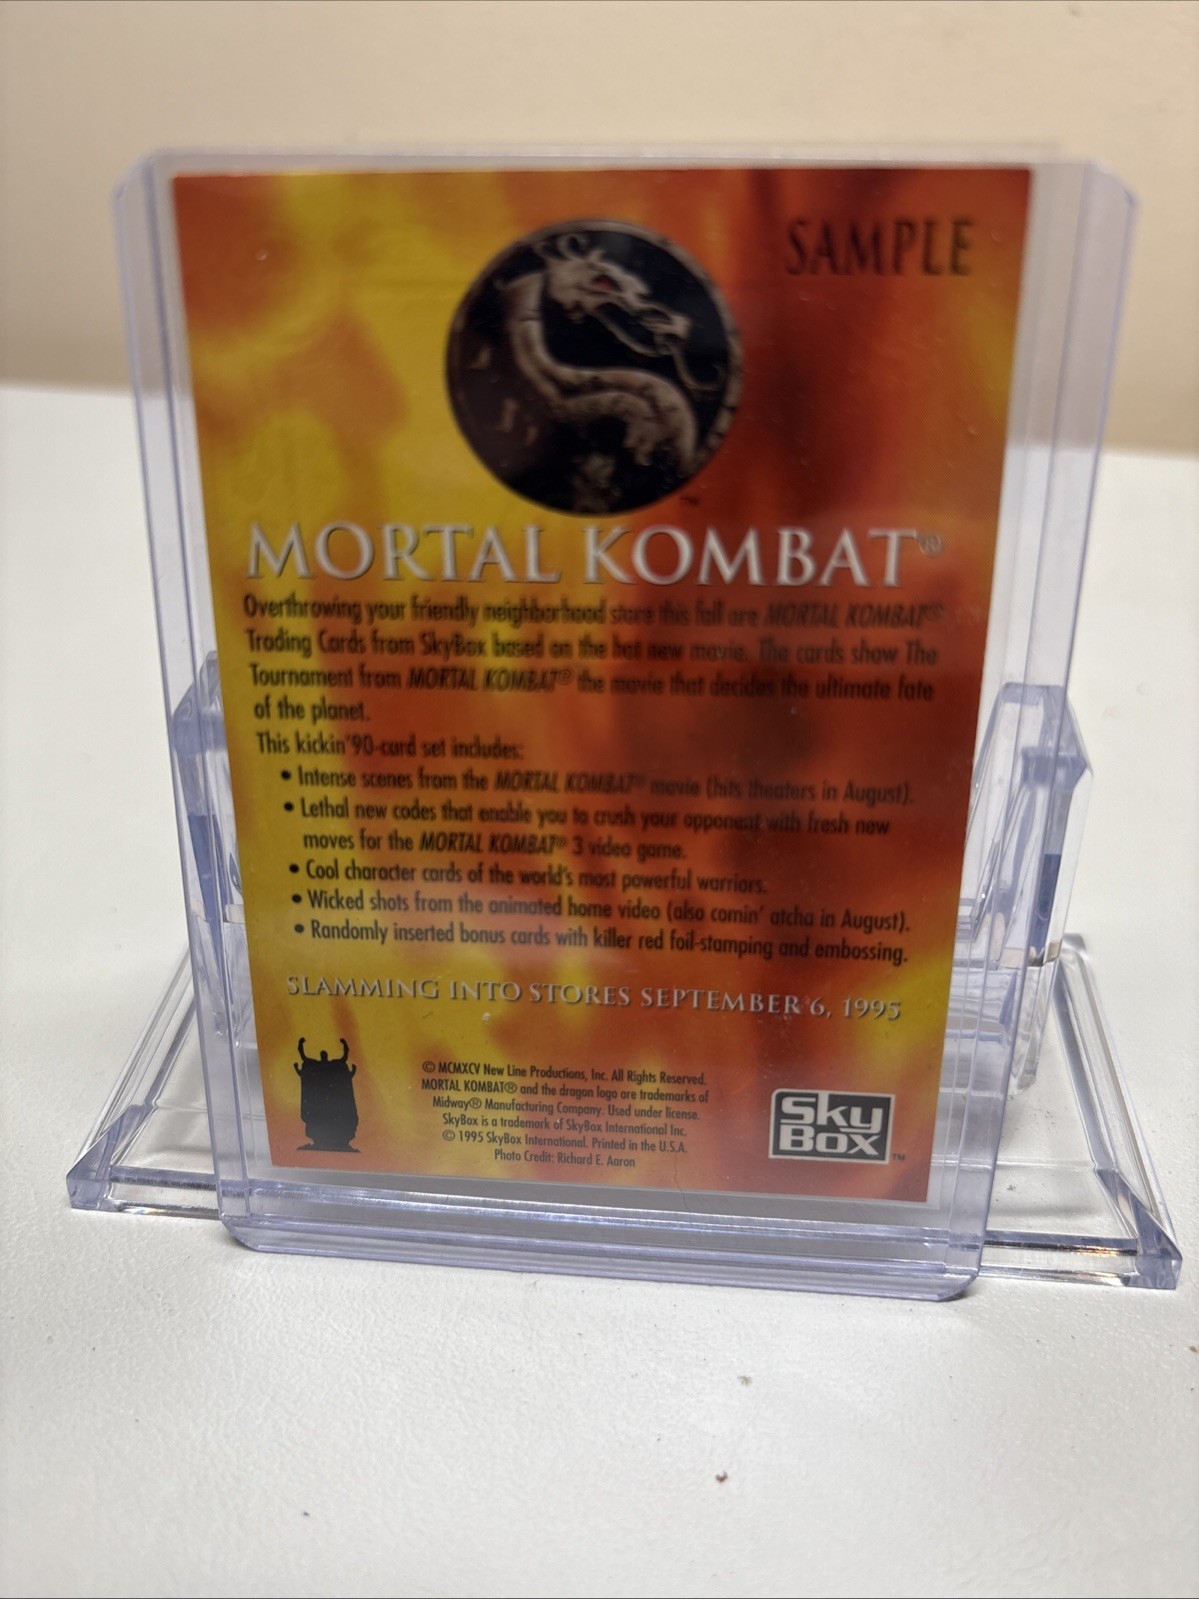 SAMPLE
™
MORTAL KOMBAT®
Overthrowing your friendly neighborhood store this fall are MORTAL KOMBAT®
Trading Cards from SkyBox based on the hot new movie. The cards show The
Tournament from MORTAL KOMBAT® the movie that decides the ultimate fate
of the planet.
This kickin' 90-card set includes:
• Intense scenes from the MORTAL KOMBAT® movie (hits theaters in August).
• Lethal new codes that enable you to crush your opponent with fresh new
moves for the MORTAL KOMBAT® 3 video game.
• Cool character cards of the world's most powerful warriors.
• Wicked shots from the animated home video (also comin' atcha in August).
• Randomly inserted bonus cards with killer red foil-stamping and embossing.
SLAMMING INTO STORES SEPTEMBER 6, 1995
© MCMXCV New Line Productions, Inc. All Rights Reserved.
MORTAL KOMBAT® and the dragon logo are trademarks of
Midway® Manufacturing Company. Used under license.
SkyBox is a trademark of SkyBox International Inc.
© 1995 SkyBox International. Printed in the U.S.A.
Photo Credit: Richard E. Aaron
Sky
BOX™